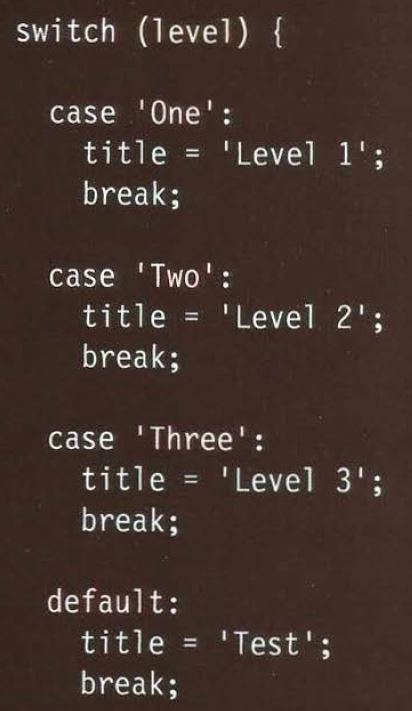 switch (level) {
case 'One':
title = 'Level 1';
break;
case 'Two':
title = 'Level 2';
break;
case 'Three':
title = 'Level 3';
break;
default:
title = 'Test';
break;